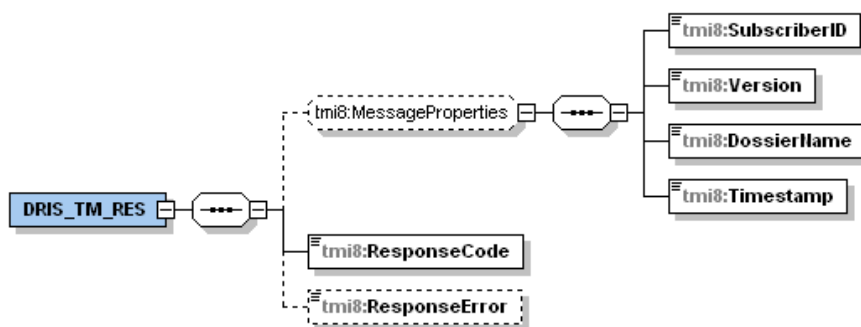 tmi8:SubscriberID
tmi8:Version
tmi8:MessageProperties
tmi8:DossierName
tmi8:Timestamp
DRIS_TM_RES
tmi8:ResponseCode
tmi8:ResponseError